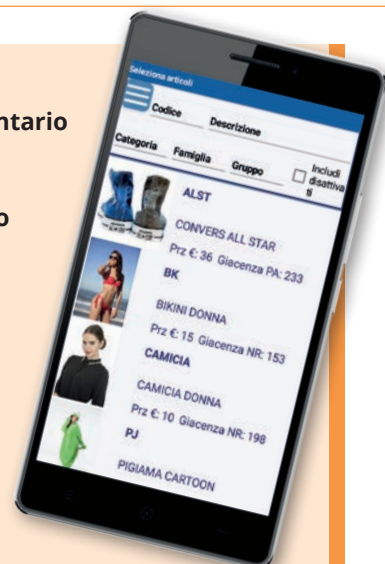 ntario
o
Seleziona articoli
Codice Descrizione
Categoria Famiglia Gruppo Includi
disattiva
ti
ALST
CONVERS ALL STAR
Prz €: 36 Giacenza PA: 233
BK
BIKINI DONNA
Prz €: 15 Giacenza NR: 153
CAMICIA
CAMICIA DONNA
Prz €: 10 Giacenza NR: 198
PJ
PIGIAMA CARTOON